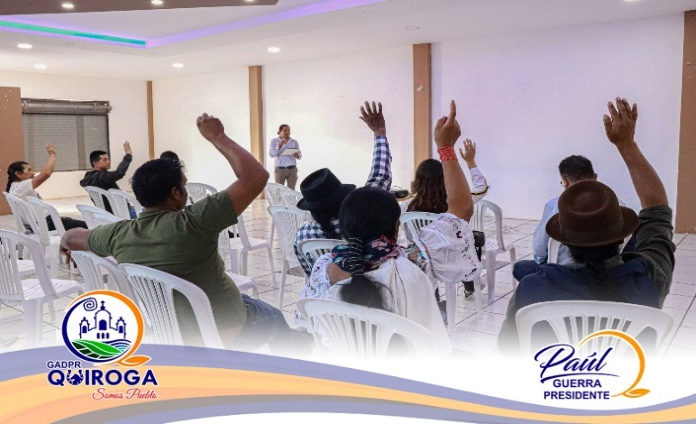 GADPR
QUIROGA
Somos Pueblo
Paúl
GUERRA
PRESIDENTE